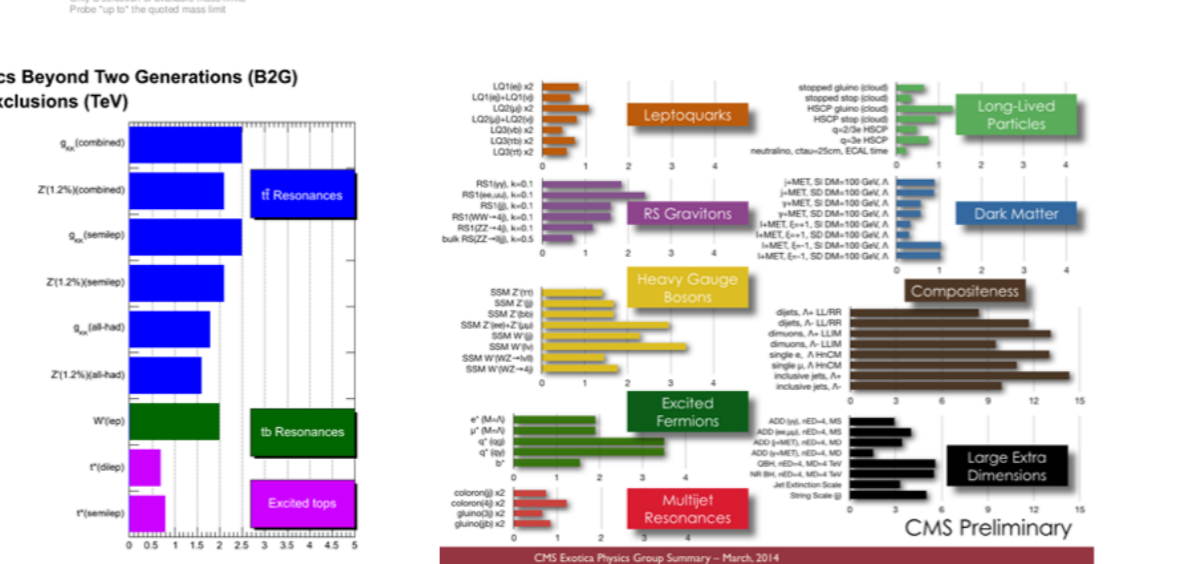 Probe "up to" the quoted mass limit
cs Beyond Two Generations (B2G)
xclusions (TeV)
g_KK(combined)
Z'(1.2%)(combined)
g_KK(semilep)
Z'(1.2%)(semilep)
g_KK(all-had)
Z'(1.2%)(all-had)
W'(lep)
t*(dilep)
t*(semilep)
tt̄ Resonances
tb Resonances
Excited tops
0 0.5 1 1.5 2 2.5 3 3.5 4 4.5 5
LQ1(ej) x2
LQ1(ej)+LQ1(νj)
LQ2(μj) x2
LQ2(μj)+LQ2(νj)
LQ3(νb) x2
LQ3(τb) x2
LQ3(τt) x2
Leptoquarks
0 1 2 3 4
RS1(γγ), k=0.1
RS1(ee,uu), k=0.1
RS1(jj), k=0.1
RS1(WW→4j), k=0.1
RS1(ZZ→4j), k=0.1
bulk RS(ZZ→lljj), k=0.5
RS Gravitons
0 1 2 3 4
SSM Z'(ττ)
SSM Z'(jj)
SSM Z'(bb)
SSM Z'(ee)+Z'(μμ)
SSM W'(jj)
SSM W'(lν)
SSM W'(WZ→lνll)
SSM W'(WZ→4j)
Heavy Gauge
Bosons
0 1 2 3 4
e* (M=Λ)
μ* (M=Λ)
q* (qg)
q* (qγ)
b*
Excited
Fermions
0 2 4
coloron(jj) x2
coloron(4j) x2
gluino(3j) x2
gluino(jjb) x2
Multijet
Resonances
0 2 4
stopped gluino (cloud)
stopped stop (cloud)
HSCP gluino (cloud)
HSCP stop (cloud)
q=2/3e HSCP
q=3e HSCP
neutralino, ctau=25cm, ECAL time
Long-Lived
Particles
0 1 2 3 4
j+MET, SI DM=100 GeV, Λ
j+MET, SD DM=100 GeV, Λ
γ+MET, SI DM=100 GeV, Λ
γ+MET, SD DM=100 GeV, Λ
l+MET, ξ=+1, SI DM=100 GeV, Λ
l+MET, ξ=+1, SD DM=100 GeV, Λ
l+MET, ξ=-1, SI DM=100 GeV, Λ
l+MET, ξ=-1, SD DM=100 GeV, Λ
Dark Matter
0 1 2 3 4
Compositeness
dijets, Λ+ LL/RR
dijets, Λ- LL/RR
dimuons, Λ+ LLIM
dimuons, Λ- LLIM
single e, Λ HnCM
single μ, Λ HnCM
inclusive jets, Λ+
inclusive jets, Λ-
0 3 6 9 12 15
ADD (γγ), nED=4, MS
ADD (ee,μμ), nED=4, MS
ADD (j+MET), nED=4, MD
ADD (γ+MET), nED=4, MD
QBH, nED=4, MD=4 TeV
NR BH, nED=4, MD=4 TeV
Jet Extinction Scale
String Scale (jj)
Large Extra
Dimensions
0 3 6 9 12 15
CMS Preliminary
CMS Exotica Physics Group Summary – March, 2014